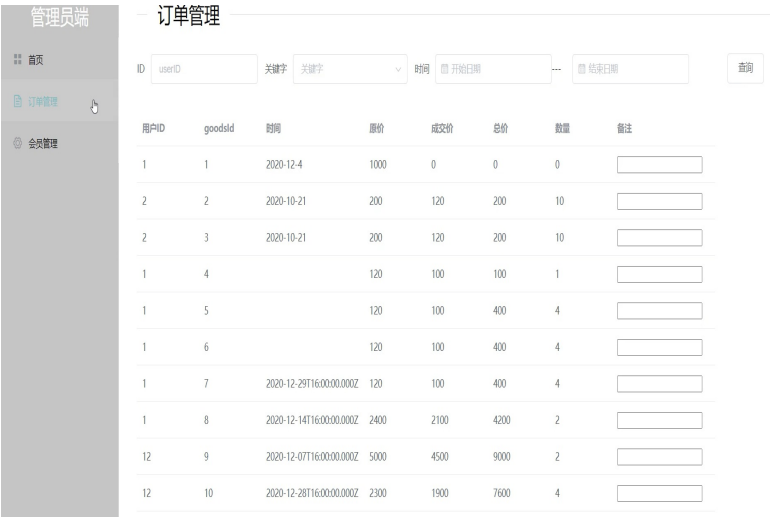 管理员端
首页
订单管理
会员管理
订单管理
ID userID 关键字 关键字 时间 开始日期 --- 结束日期 查询
用户ID goodsId 时间 原价 成交价 总价 数量 备注
1 1 2020-12-4 1000 0 0 0
2 2 2020-10-21 200 120 200 10
2 3 2020-10-21 200 120 200 10
1 4 120 100 100 1
1 5 120 100 400 4
1 6 120 100 400 4
1 7 2020-12-29T16:00:00.000Z 120 100 400 4
1 8 2020-12-14T16:00:00.000Z 2400 2100 4200 2
12 9 2020-12-07T16:00:00.000Z 5000 4500 9000 2
12 10 2020-12-28T16:00:00.000Z 2300 1900 7600 4